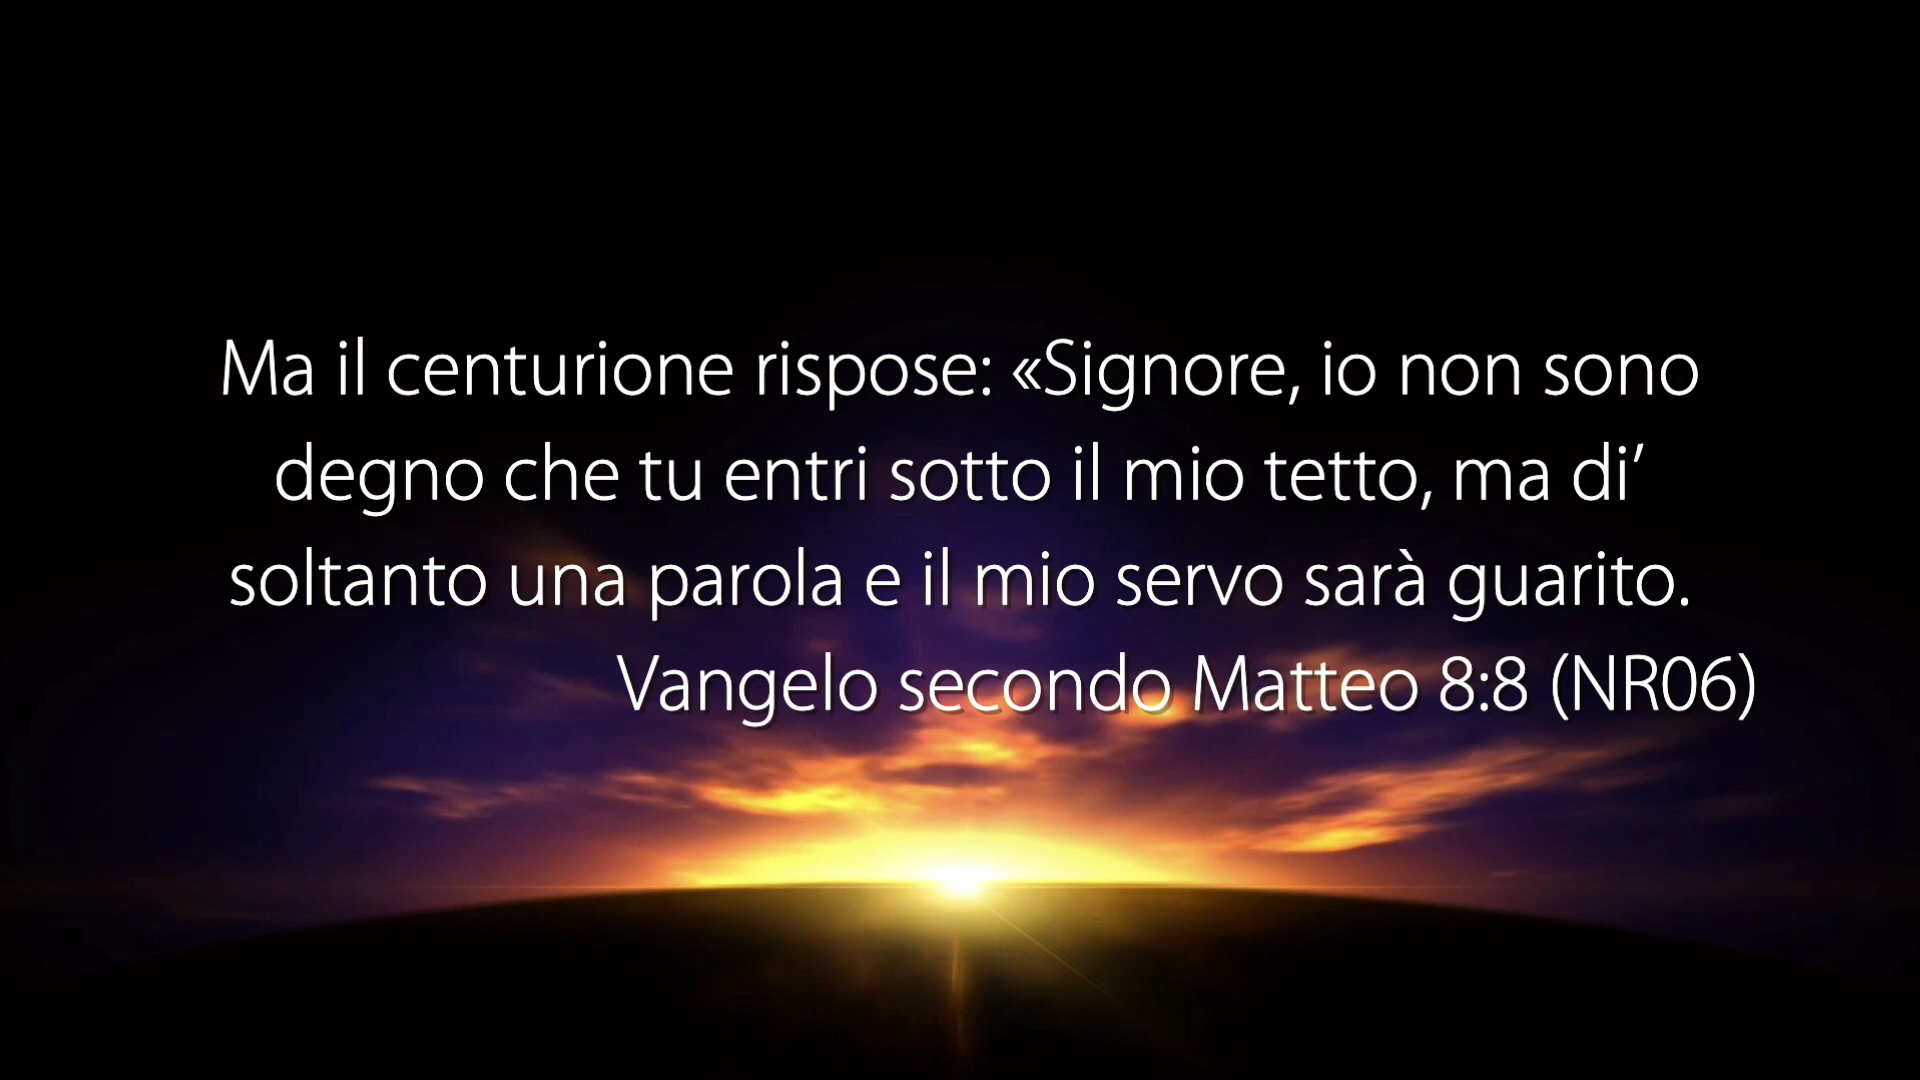 Ma il centurione rispose: «Signore, io non sono
degno che tu entri sotto il mio tetto, ma di’
soltanto una parola e il mio servo sarà guarito.
Vangelo secondo Matteo 8:8 (NR06)